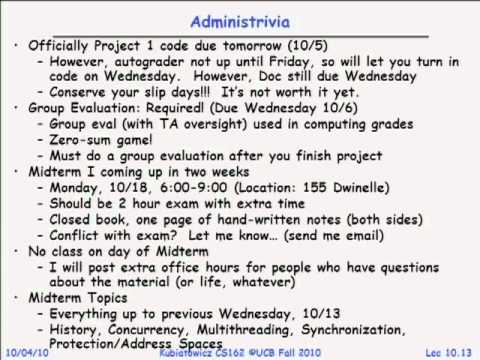 Administrivia
• Officially Project 1 code due tomorrow (10/5)
– However, autograder not up until Friday, so will let you turn in
code on Wednesday. However, Doc still due Wednesday
– Conserve your slip days!!! It's not worth it yet.
• Group Evaluation: Required! (Due Wednesday 10/6)
– Group eval (with TA oversight) used in computing grades
– Zero-sum game!
– Must do a group evaluation after you finish project
• Midterm I coming up in two weeks
– Monday, 10/18, 6:00-9:00 (Location: 155 Dwinelle)
– Should be 2 hour exam with extra time
– Closed book, one page of hand-written notes (both sides)
– Conflict with exam? Let me know... (send me email)
• No class on day of Midterm
– I will post extra office hours for people who have questions
about the material (or life, whatever)
• Midterm Topics
– Everything up to previous Wednesday, 10/13
– History, Concurrency, Multithreading, Synchronization,
Protection/Address Spaces
10/04/10 Kubiatowicz CS162 ©UCB Fall 2010 Lec 10.13